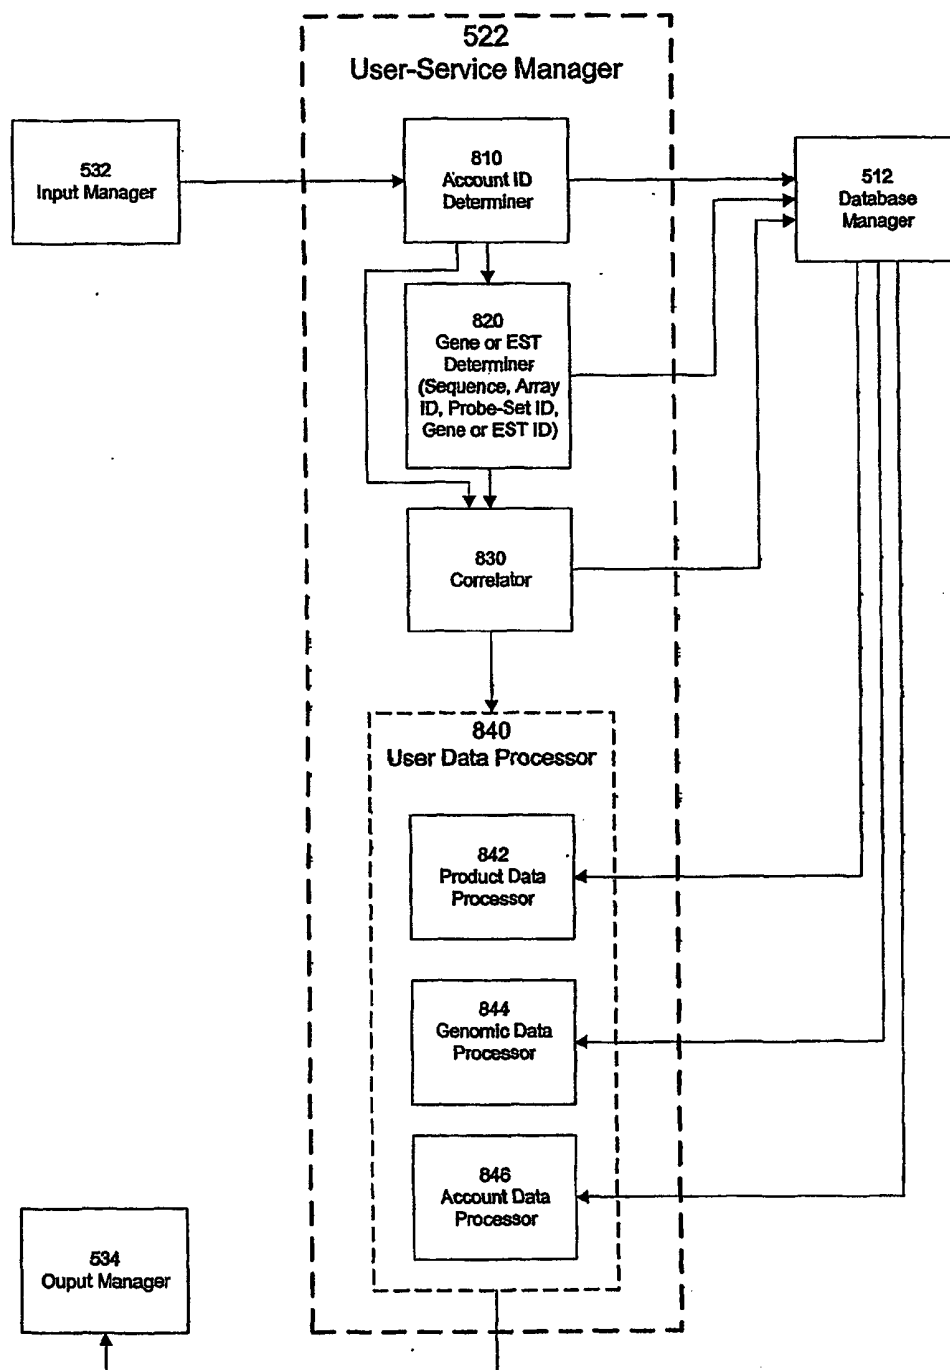 522
User-Service Manager
532
Input Manager
810
Account ID
Determiner
512
Database
Manager
820
Gene or EST
Determiner
(Sequence, Array
ID, Probe-Set ID,
Gene or EST ID)
830
Correlator
840
User Data Processor
842
Product Data
Processor
844
Genomic Data
Processor
846
Account Data
Processor
534
Ouput Manager